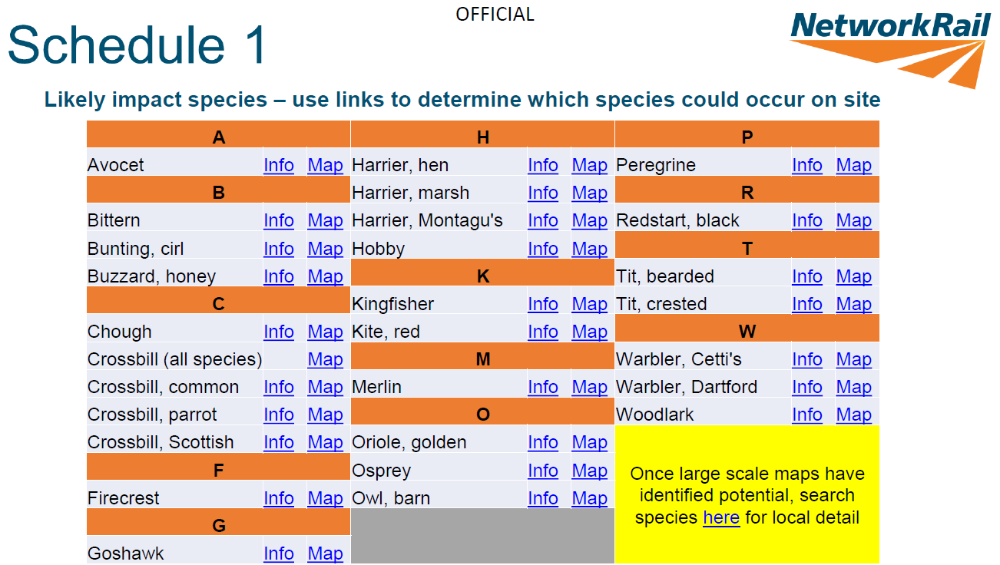 OFFICIAL
Schedule 1
NetworkRail
Likely impact species – use links to determine which species could occur on site
A
Avocet Info Map
B
Bittern Info Map
Bunting, cirl Info Map
Buzzard, honey Info Map
C
Chough Info Map
Crossbill (all species) Map
Crossbill, common Info Map
Crossbill, parrot Info Map
Crossbill, Scottish Info Map
F
Firecrest Info Map
G
Goshawk Info Map
H
Harrier, hen Info Map
Harrier, marsh Info Map
Harrier, Montagu's Info Map
Hobby Info Map
K
Kingfisher Info Map
Kite, red Info Map
M
Merlin Info Map
O
Oriole, golden Info Map
Osprey Info Map
Owl, barn Info Map
P
Peregrine Info Map
R
Redstart, black Info Map
T
Tit, bearded Info Map
Tit, crested Info Map
W
Warbler, Cetti's Info Map
Warbler, Dartford Info Map
Woodlark Info Map
Once large scale maps have
identified potential, search
species here for local detail